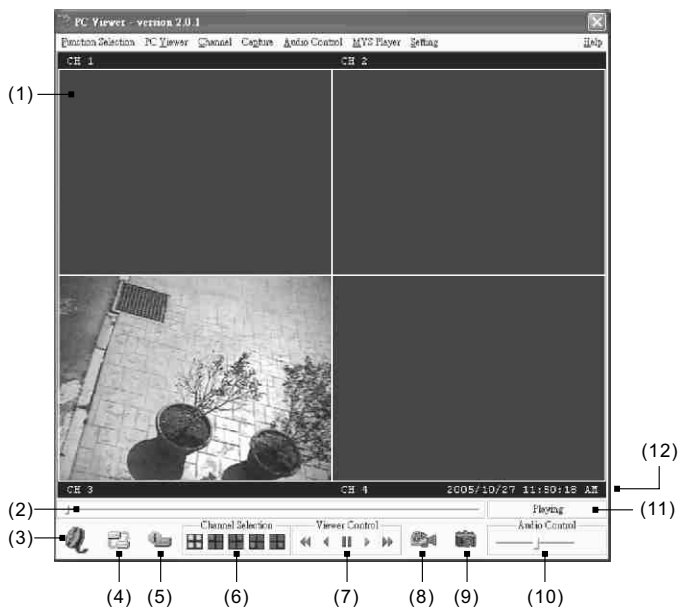 PC Viewer - version 2.0.1
Function Selection PC Viewer Channel Capture Audio Control MYS Player Setting Help
CH 1 CH 2
(1)
CH 3 CH 4 2005/10/27 11:50:18 AM
(12)
(2)
Playing
(11)
(3)
Channel Selection Viewer Control Audio Control
(4) (5) (6) (7) (8) (9) (10)